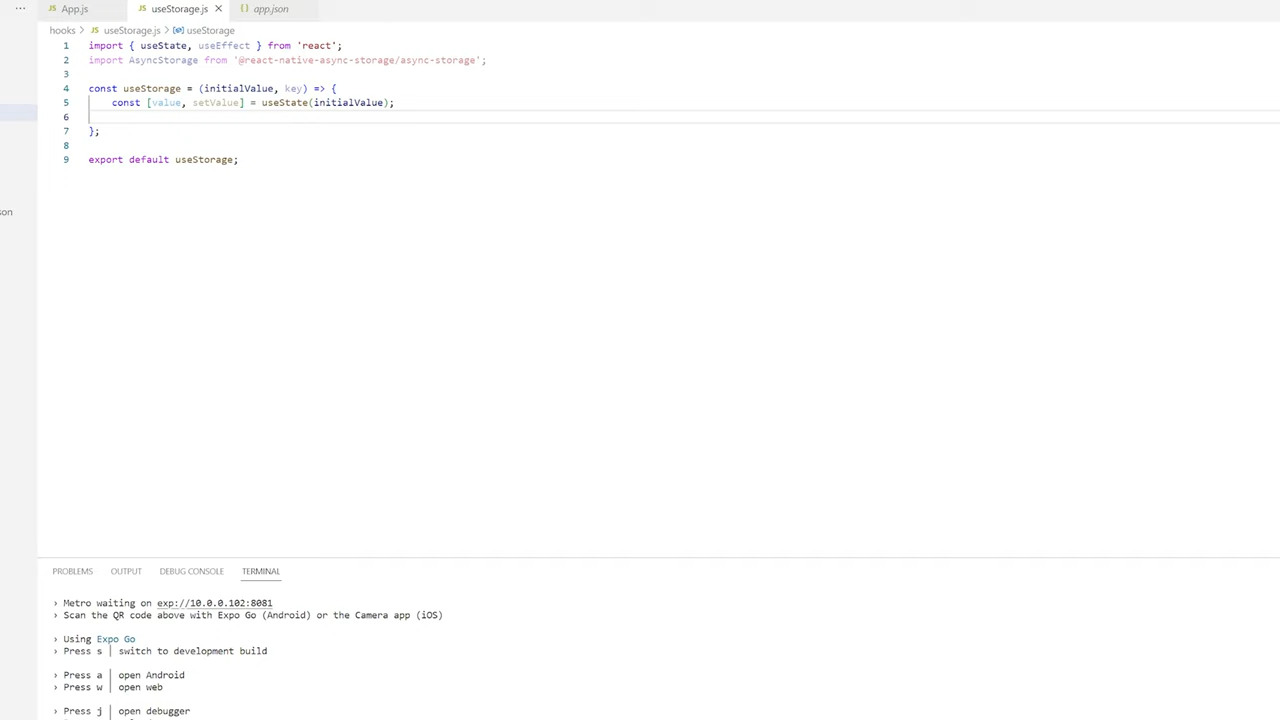 ... App.js useStorage.js app.json
hooks > useStorage.js > useStorage
1 import { useState, useEffect } from 'react';
2 import AsyncStorage from '@react-native-async-storage/async-storage';
3
4 const useStorage = (initialValue, key) => {
5 const [value, setValue] = useState(initialValue);
6
7 };
8
9 export default useStorage;
son
PROBLEMS OUTPUT DEBUG CONSOLE TERMINAL
› Metro waiting on exp://10.0.0.102:8081
› Scan the QR code above with Expo Go (Android) or the Camera app (iOS)
› Using Expo Go
› Press s │ switch to development build
› Press a │ open Android
› Press w │ open web
› Press j │ open debugger